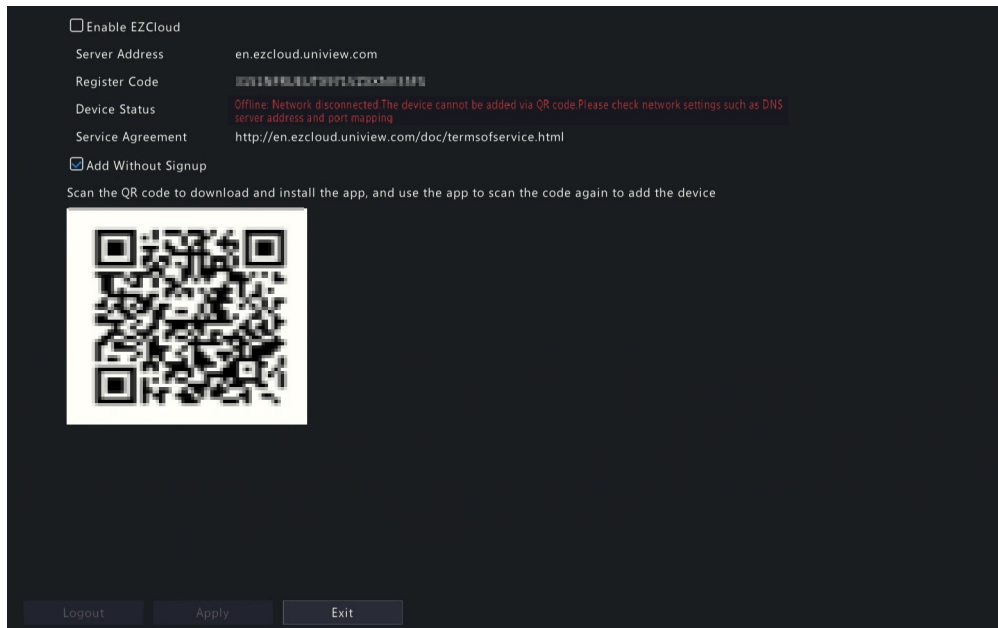 Enable EZCloud
Server Address en.ezcloud.uniview.com
Register Code
Device Status Offline: Network disconnected.The device cannot be added via QR code.Please check network settings such as DNS
server address and port mapping
Service Agreement http://en.ezcloud.uniview.com/doc/termsofservice.html
Add Without Signup
Scan the QR code to download and install the app, and use the app to scan the code again to add the device
Logout Apply Exit